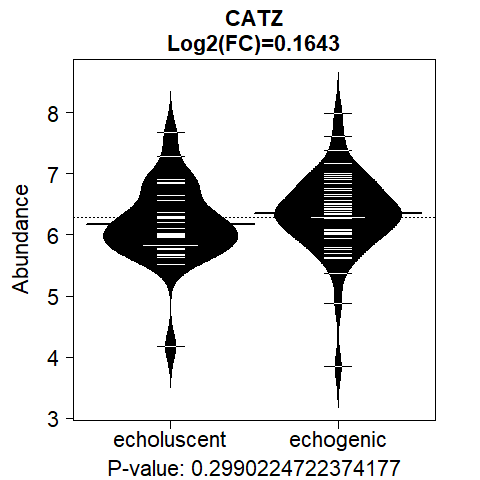 CATZ
Log2(FC)=0.1643
Abundance
8
7
6
5
4
3
echoluscent echogenic
P-value: 0.2990224722374177